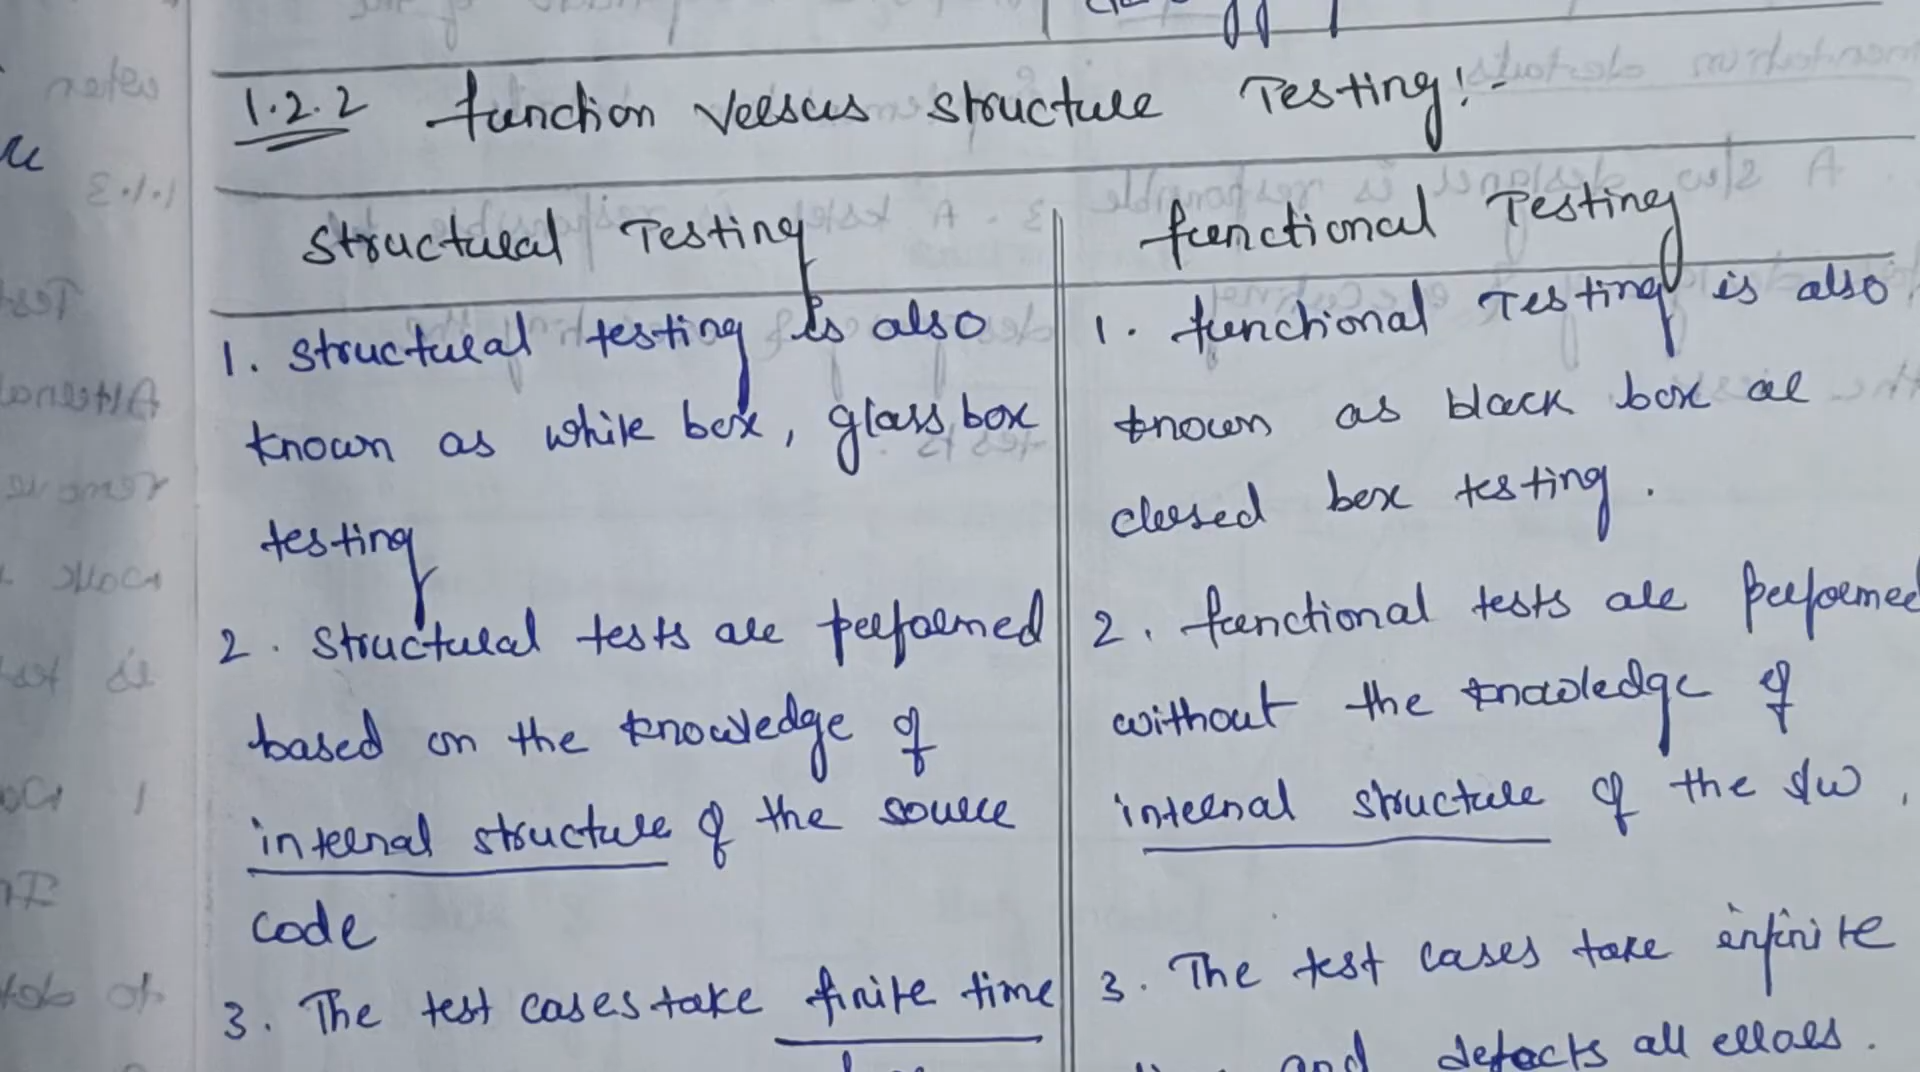 1.2.2 function versus structure Testing:-
structural Testing
1. structural testing is also
known as white box, glass box
testing
2. structural tests are performed
based on the knowledge of
internal structure of the source
code
3. The test cases take finite time
functional Testing
1. functional Testing is also
known as black box or
closed box testing.
2. functional tests are performed
without the knowledge of
internal structure of the s/w.
3. The test cases take infinite
and detects all errors.